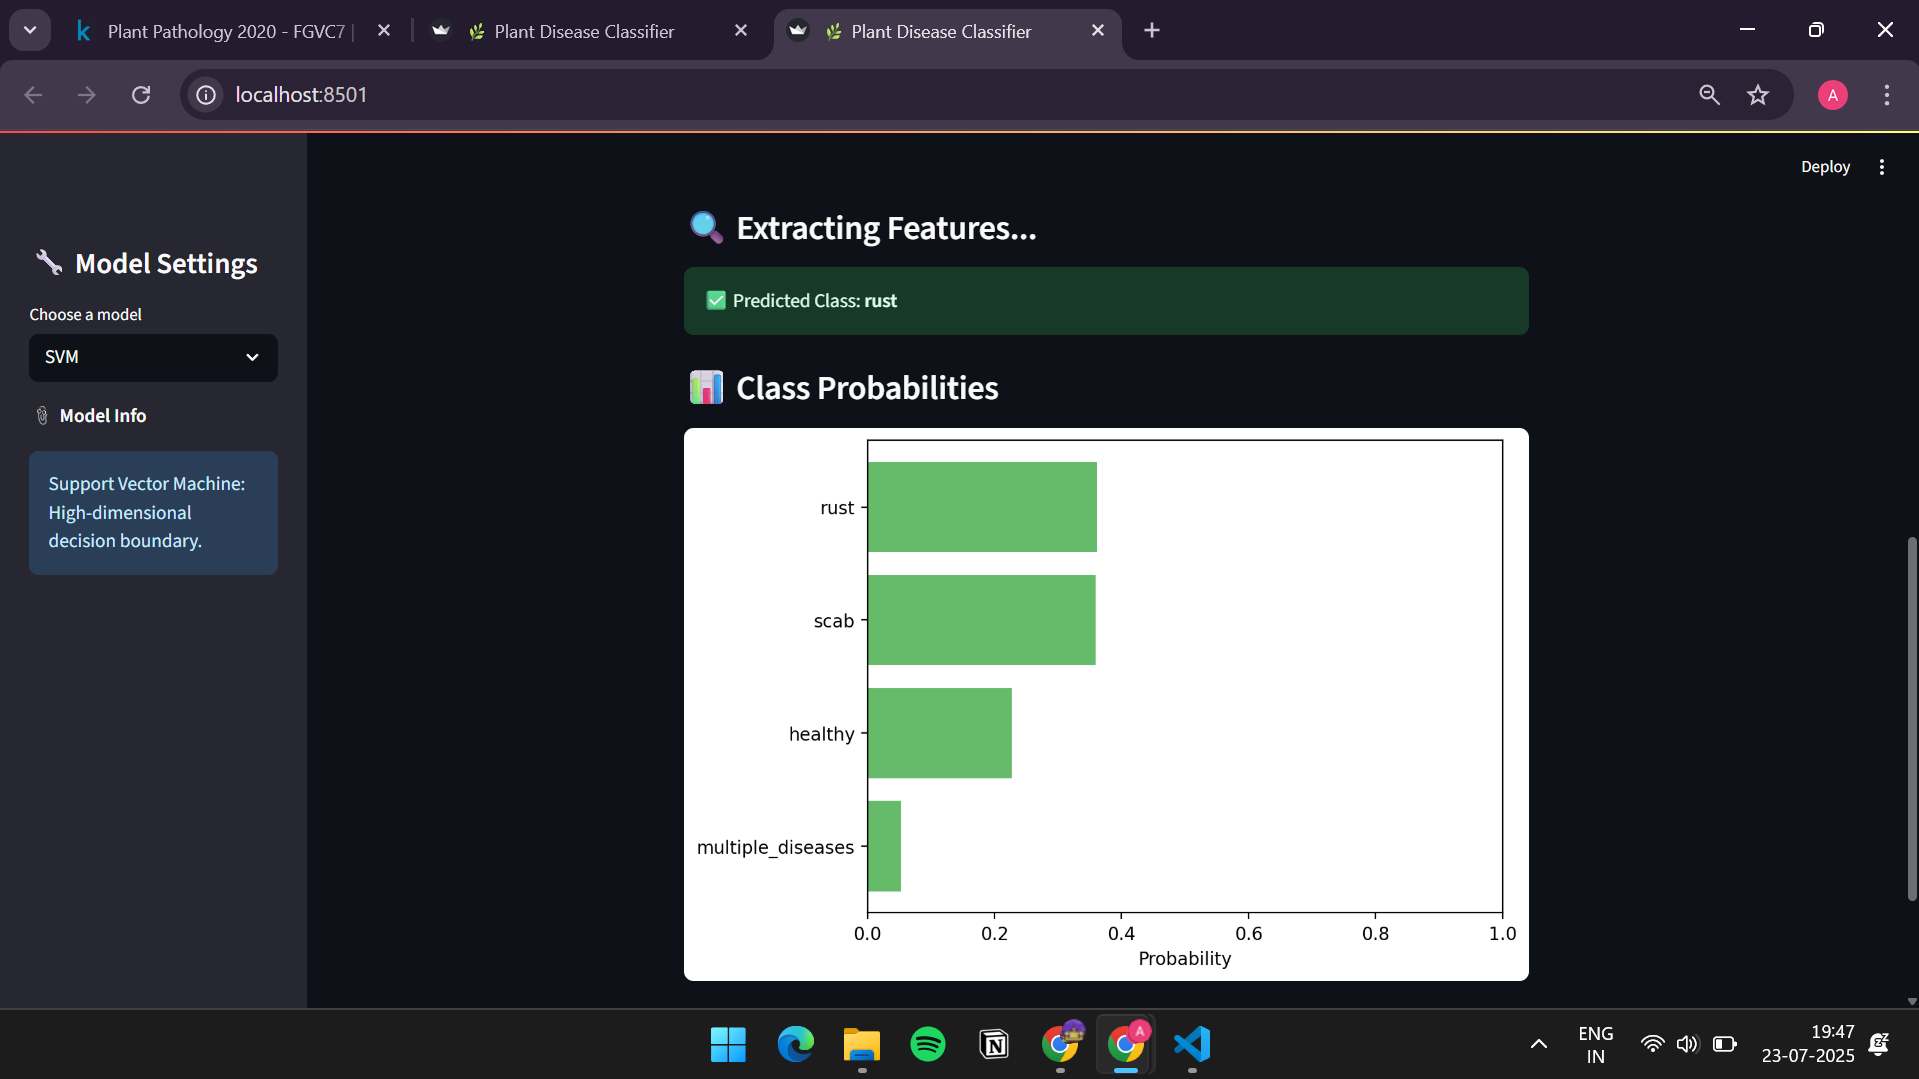 Plant Pathology 2020 - FGVC7 |
Plant Disease Classifier
Plant Disease Classifier
localhost:8501
A
Deploy
Model Settings
Choose a model
SVM
Model Info
Support Vector Machine:
High-dimensional
decision boundary.
Extracting Features...
Predicted Class: rust
Class Probabilities
rust
scab
healthy
multiple_diseases
0.0 0.2 0.4 0.6 0.8 1.0
Probability
A
ENG
IN
19:47
23-07-2025